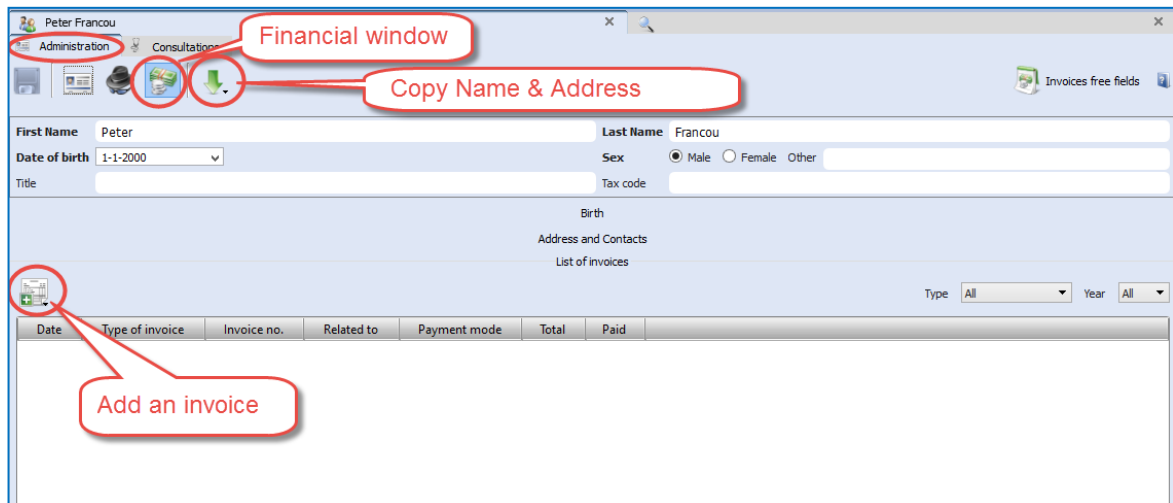 Peter Francou
Administration Consultations
Financial window
Copy Name & Address
Invoices free fields
First Name Peter Last Name Francou
Date of birth 1-1-2000 Sex Male Female Other
Title Tax code
Birth
Address and Contacts
List of invoices
Type All Year All
Date Type of invoice Invoice no. Related to Payment mode Total Paid
Add an invoice